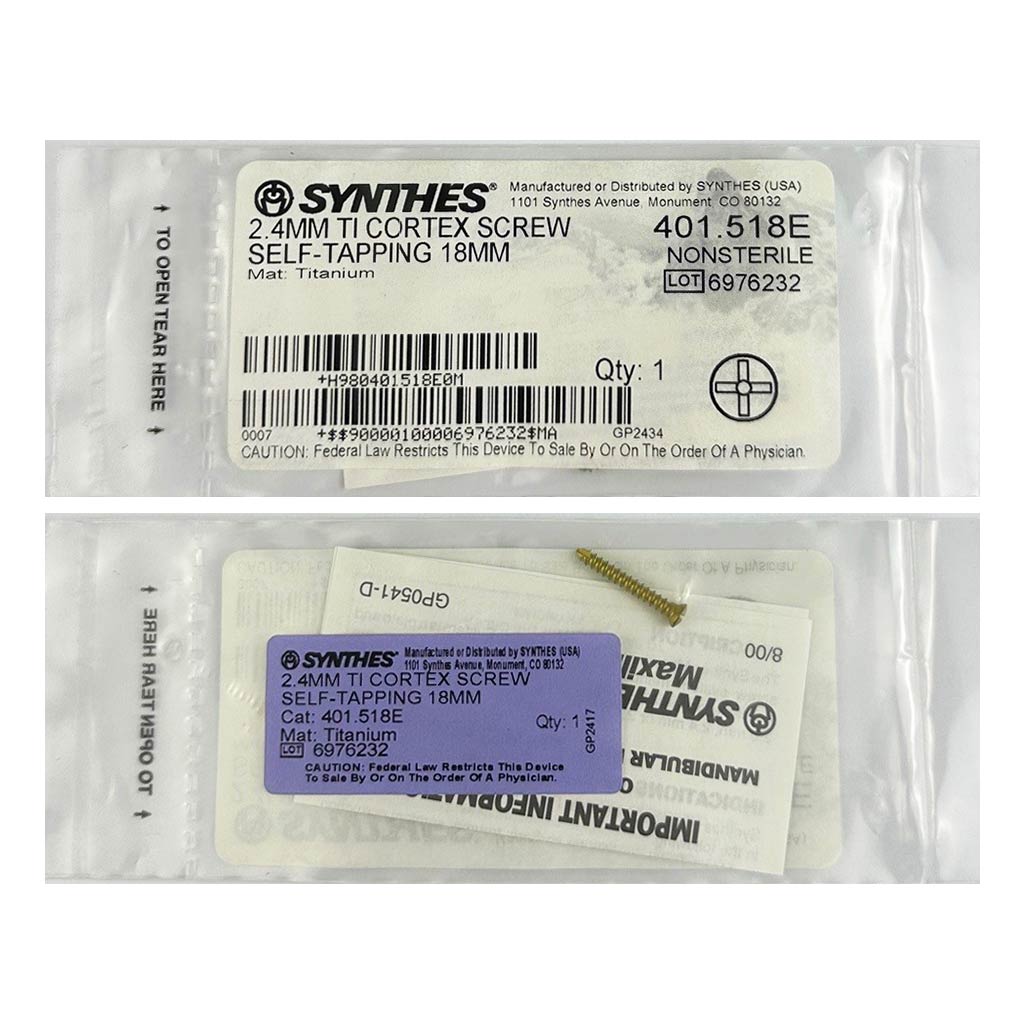 TO OPEN TEAR HERE
SYNTHES®
Manufactured or Distributed by SYNTHES (USA)
1101 Synthes Avenue, Monument, CO 80132
2.4MM TI CORTEX SCREW
SELF-TAPPING 18MM
Mat: Titanium
401.518E
NONSTERILE
LOT 6976232
+H980401518E0M
Qty: 1
0007
+$$90000100006976232$MA
GP2434
CAUTION: Federal Law Restricts This Device To Sale By Or On The Order Of A Physician.
TO OPEN TEAR HERE
GP0541-D
8/00
SYNTHES
Maxi
MANDIBULAR
IMPORTANT INFORMATIO
SYNTHES®
Manufactured or Distributed by SYNTHES (USA)
1101 Synthes Avenue, Monument, CO 80132
2.4MM TI CORTEX SCREW
SELF-TAPPING 18MM
Cat: 401.518E
Qty: 1
Mat: Titanium
LOT 6976232
GP2417
CAUTION: Federal Law Restricts This Device
To Sale By Or On The Order Of A Physician.